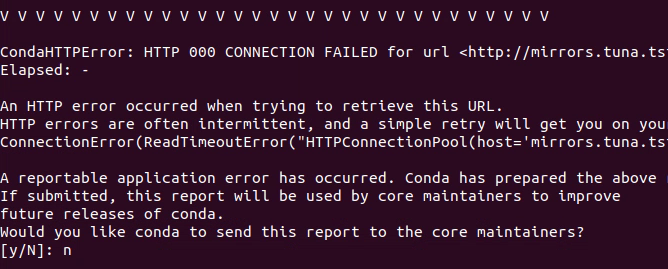 V V V V V V V V V V V V V V V V V V V V V V V V V V V V V V V
CondaHTTPError: HTTP 000 CONNECTION FAILED for url <http://mirrors.tuna.ts
Elapsed: -
An HTTP error occurred when trying to retrieve this URL.
HTTP errors are often intermittent, and a simple retry will get you on
ConnectionError(ReadTimeoutError("HTTPConnectionPool(host='mirrors.tuna.ts
A reportable application error has occurred. Conda has prepared the above
If submitted, this report will be used by core maintainers to improve
future releases of conda.
Would you like conda to send this report to the core maintainers?
[y/N]: n